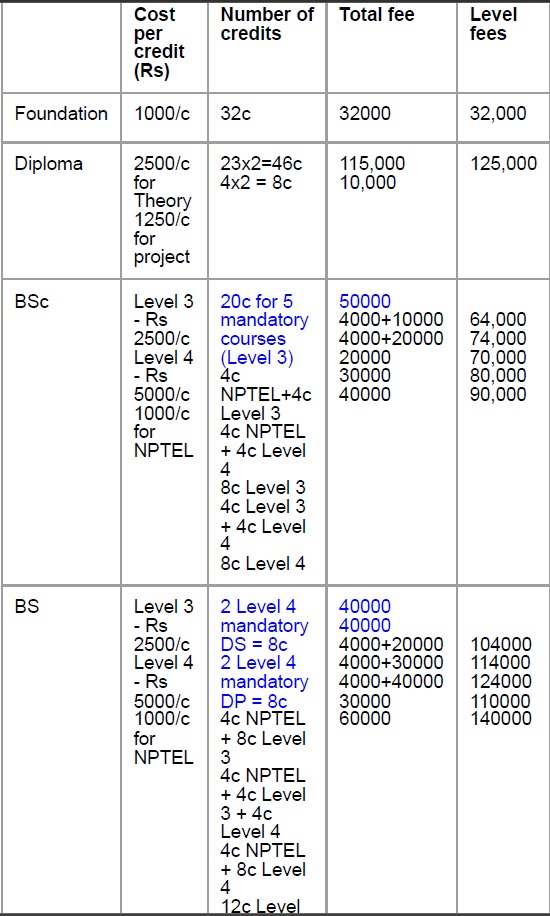 Cost per credit (Rs)
Number of credits
Total fee
Level fees
Foundation
1000/c
32c
32000
32,000
Diploma
2500/c
for
Theory
1250/c
for
project
23x2=46c
4x2 = 8c
115,000
10,000
125,000
BSc
Level 3
- Rs
2500/c
Level 4
- Rs
5000/c
1000/c
for
NPTEL
20c for 5
mandatory
courses
(Level 3)
4c
NPTEL+4c
Level 3
4c NPTEL
+ 4c Level
4
8c Level 3
4c Level 3
+ 4c Level
4
8c Level 4
50000
4000+10000
4000+20000
20000
30000
40000
64,000
74,000
70,000
80,000
90,000
BS
Level 3
- Rs
2500/c
Level 4
- Rs
5000/c
1000/c
for
NPTEL
2 Level 4
mandatory
DS = 8c
2 Level 4
mandatory
DP = 8c
4c NPTEL
+ 8c Level
3
4c NPTEL
+ 4c Level
3 + 4c
Level 4
4c NPTEL
+ 8c Level
4
12c Level
40000
40000
4000+20000
4000+30000
4000+40000
30000
60000
104000
114000
124000
110000
140000